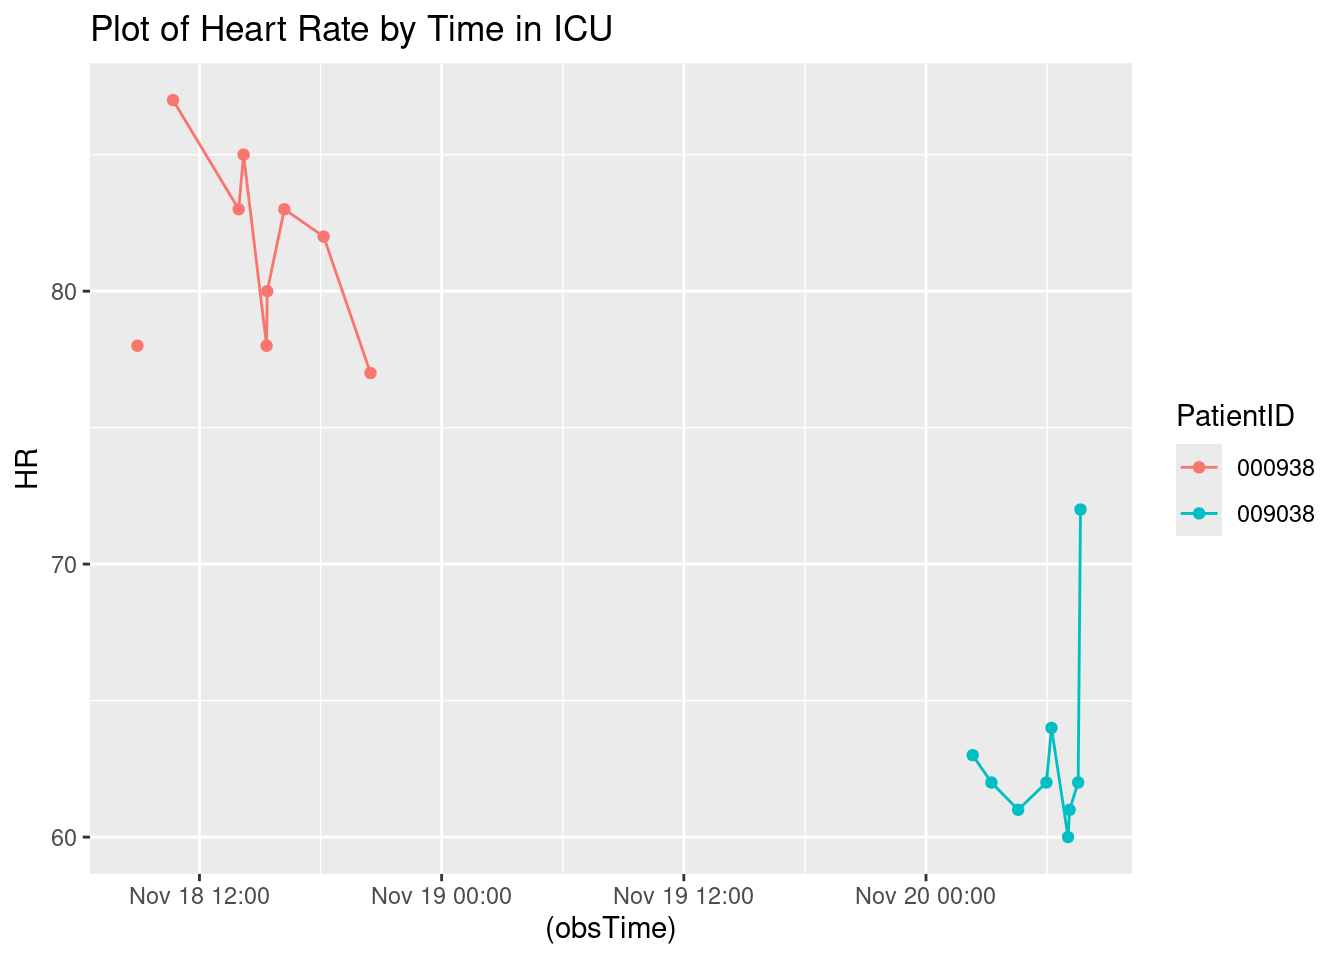 Plot of Heart Rate by Time in ICU
HR
80
70
60
Nov 18 12:00 Nov 19 00:00 Nov 19 12:00 Nov 20 00:00
(obsTime)
PatientID
000938
009038